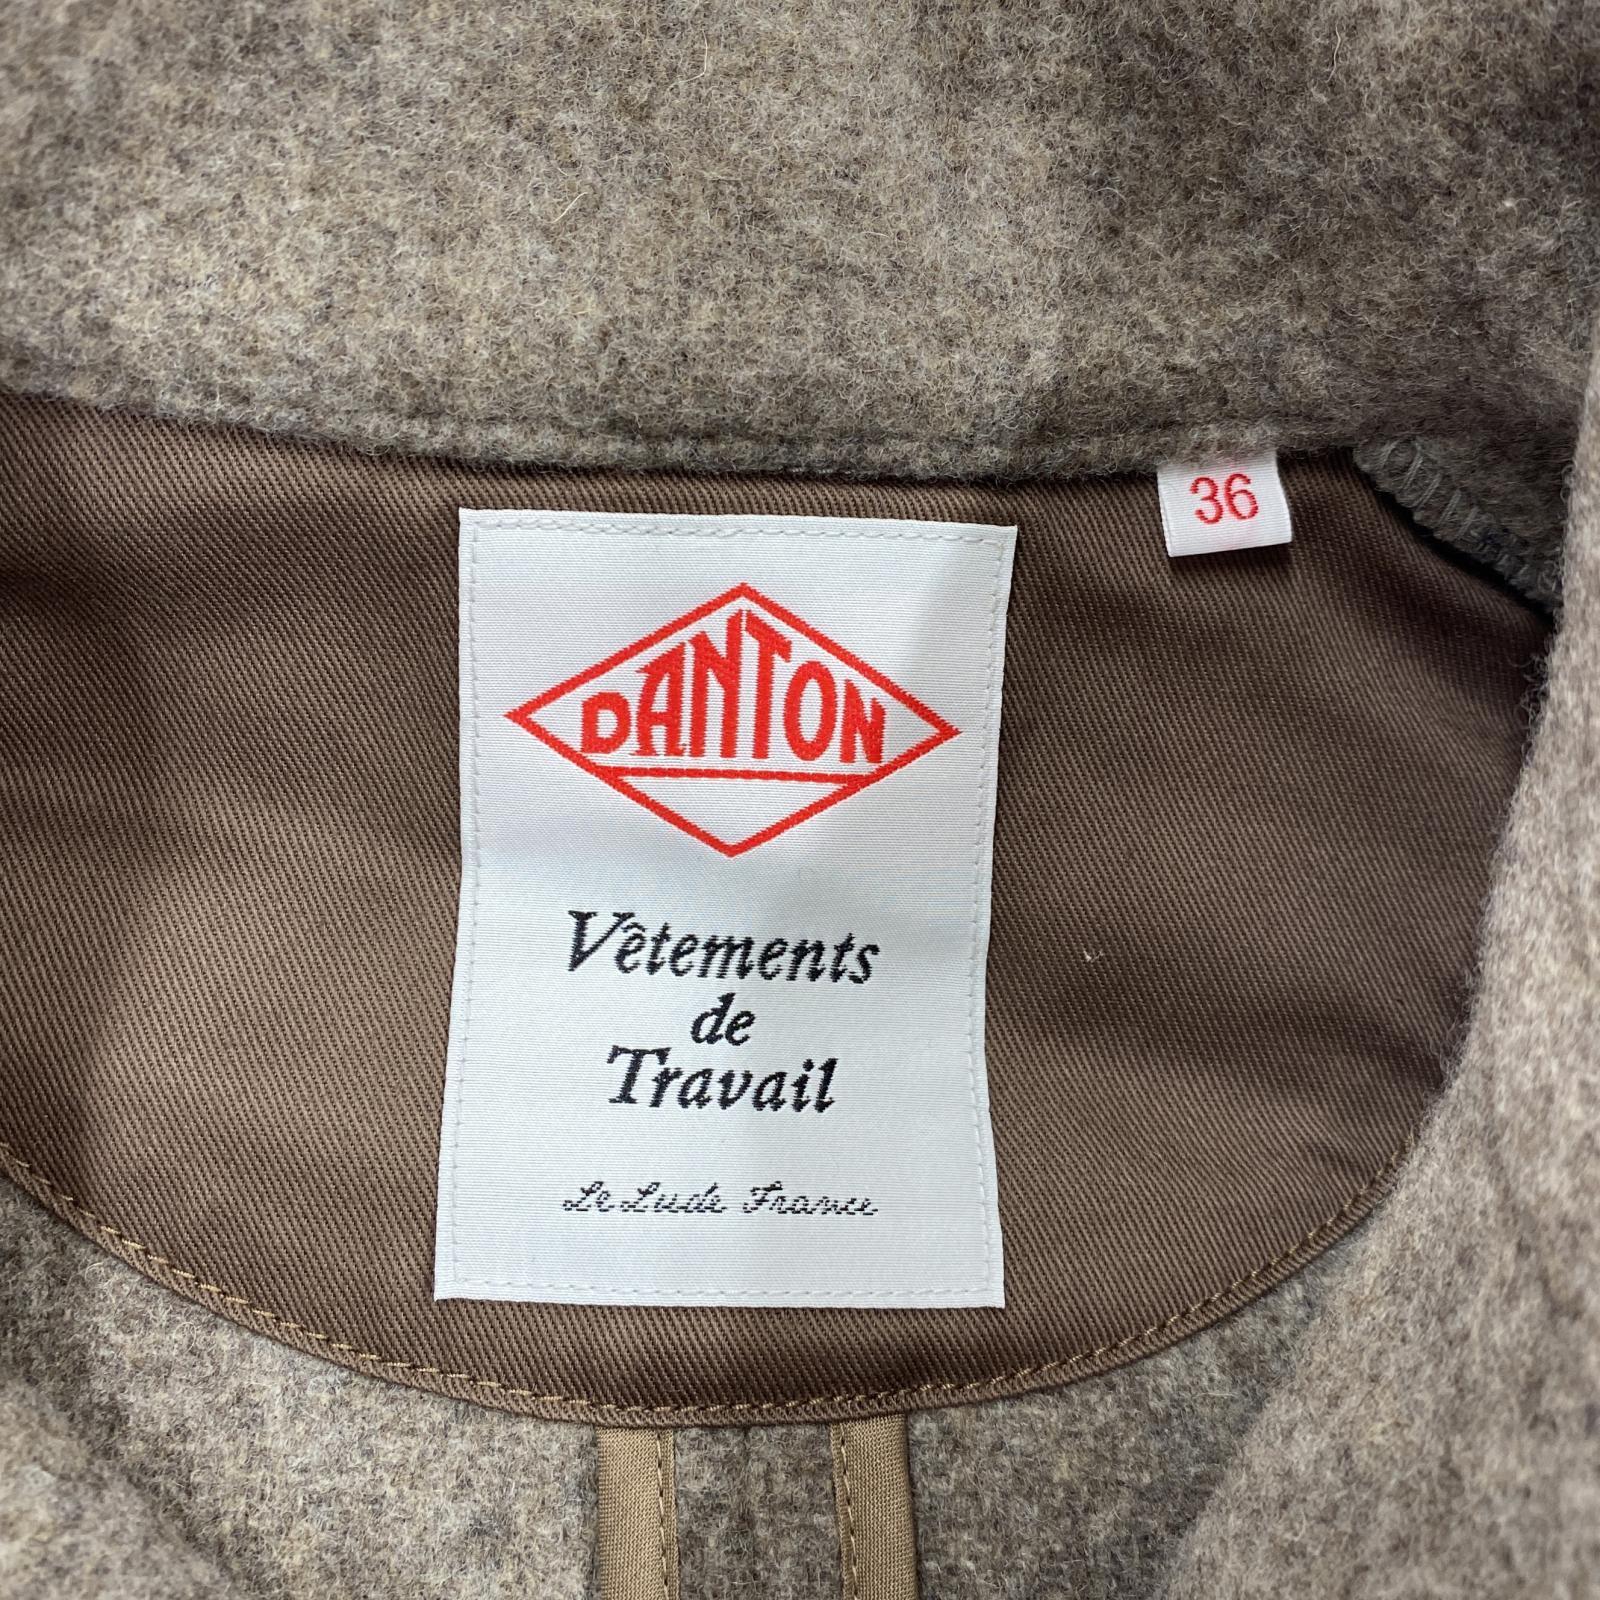 36
DANTON
Vêtements
de
Travail
Le Lude France